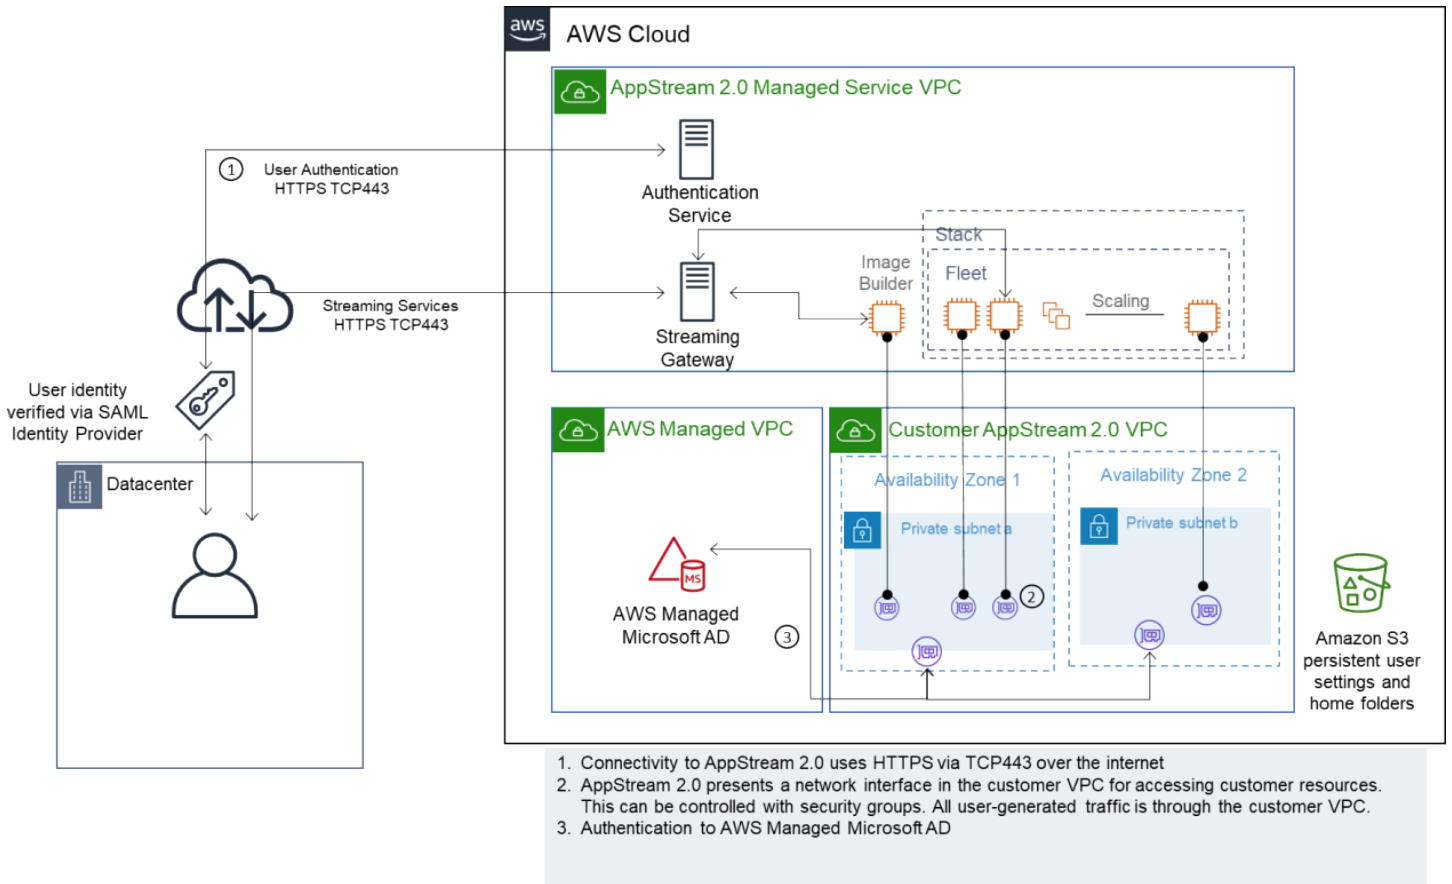 aws
AWS Cloud
AppStream 2.0 Managed Service VPC
1
User Authentication
HTTPS TCP443
Authentication
Service
Stack
Image
Builder
Fleet
Scaling
Streaming Services
HTTPS TCP443
Streaming
Gateway
User identity
verified via SAML
Identity Provider
AWS Managed VPC
Customer AppStream 2.0 VPC
Datacenter
Availability Zone 1
Availability Zone 2
Private subnet a
Private subnet b
MS
2
AWS Managed
Microsoft AD
3
Amazon S3
persistent user
settings and
home folders
1. Connectivity to AppStream 2.0 uses HTTPS via TCP443 over the internet
2. AppStream 2.0 presents a network interface in the customer VPC for accessing customer resources.
This can be controlled with security groups. All user-generated traffic is through the customer VPC.
3. Authentication to AWS Managed Microsoft AD